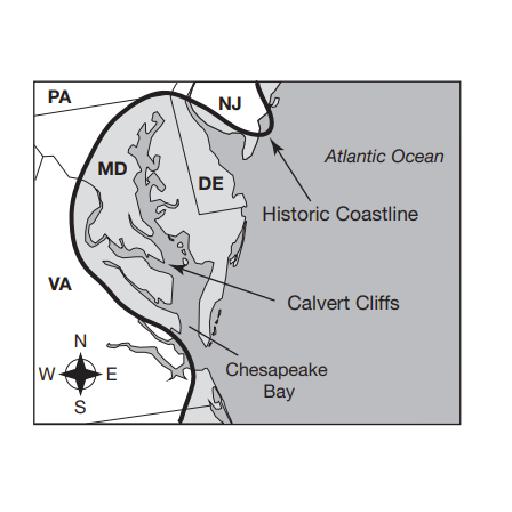 PA
NJ
Atlantic Ocean
MD
DE
Historic Coastline
VA
Calvert Cliffs
N
W E
S
Chesapeake
Bay